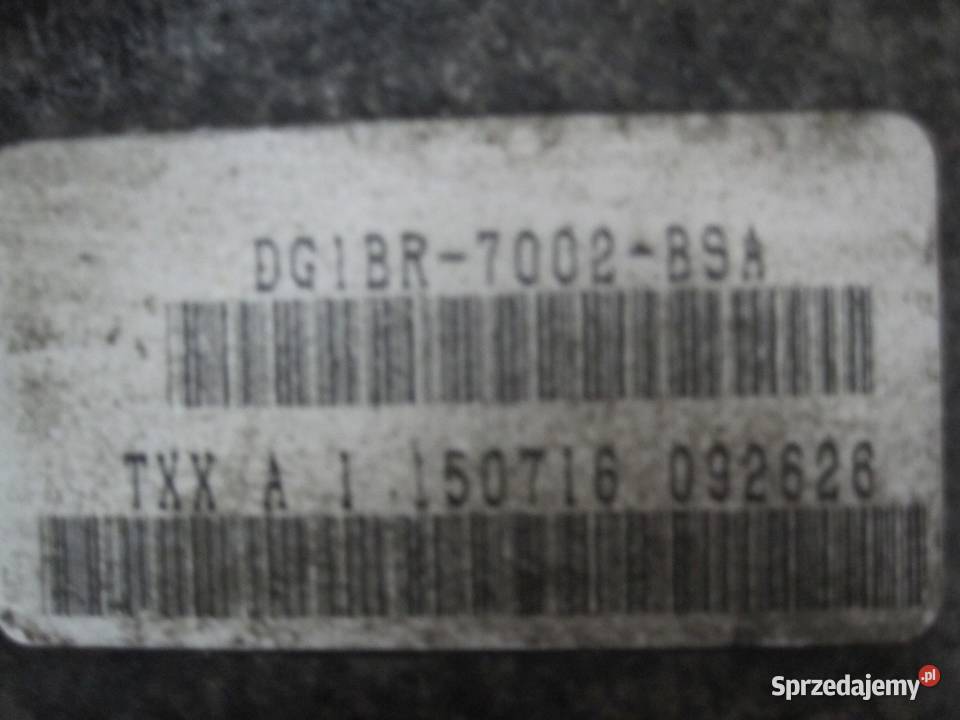 DG1BR-7002-BSA
TXX A 1 150716 092626
Sprzedajemy.pl